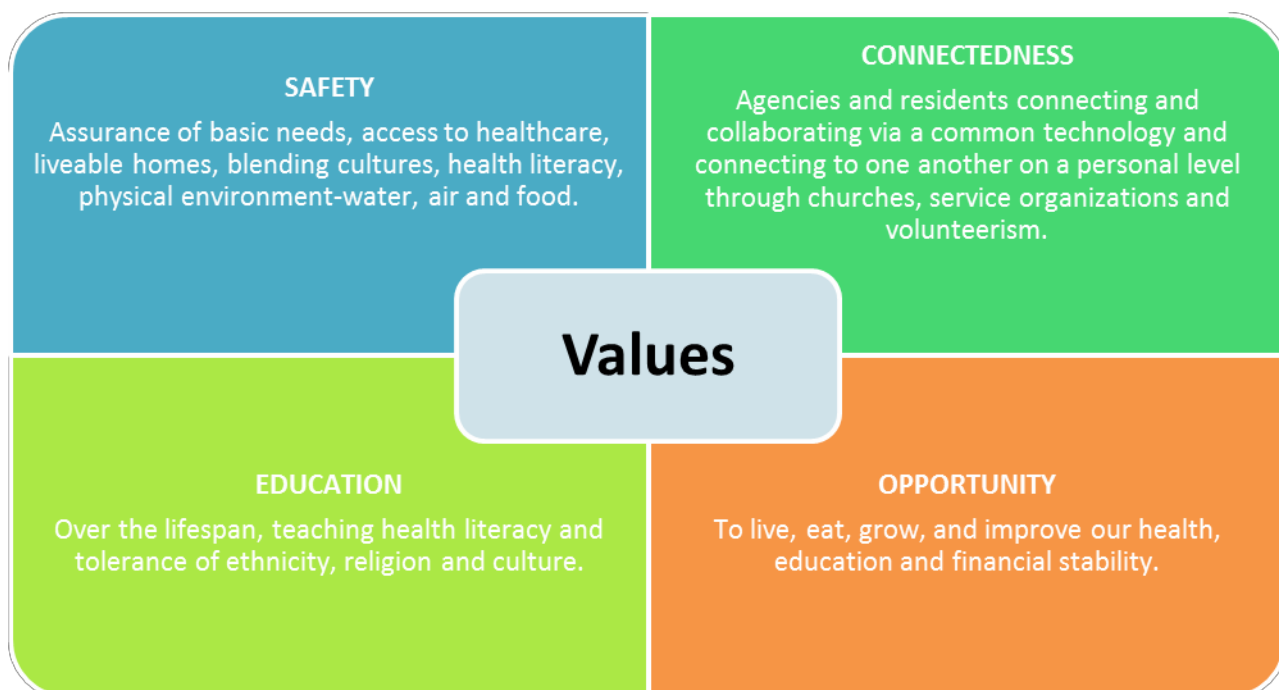 SAFETY
Assurance of basic needs, access to healthcare,
liveable homes, blending cultures, health literacy,
physical environment-water, air and food.
CONNECTEDNESS
Agencies and residents connecting and
collaborating via a common technology and
connecting to one another on a personal level
through churches, service organizations and
volunteerism.
Values
EDUCATION
Over the lifespan, teaching health literacy and
tolerance of ethnicity, religion and culture.
OPPORTUNITY
To live, eat, grow, and improve our health,
education and financial stability.